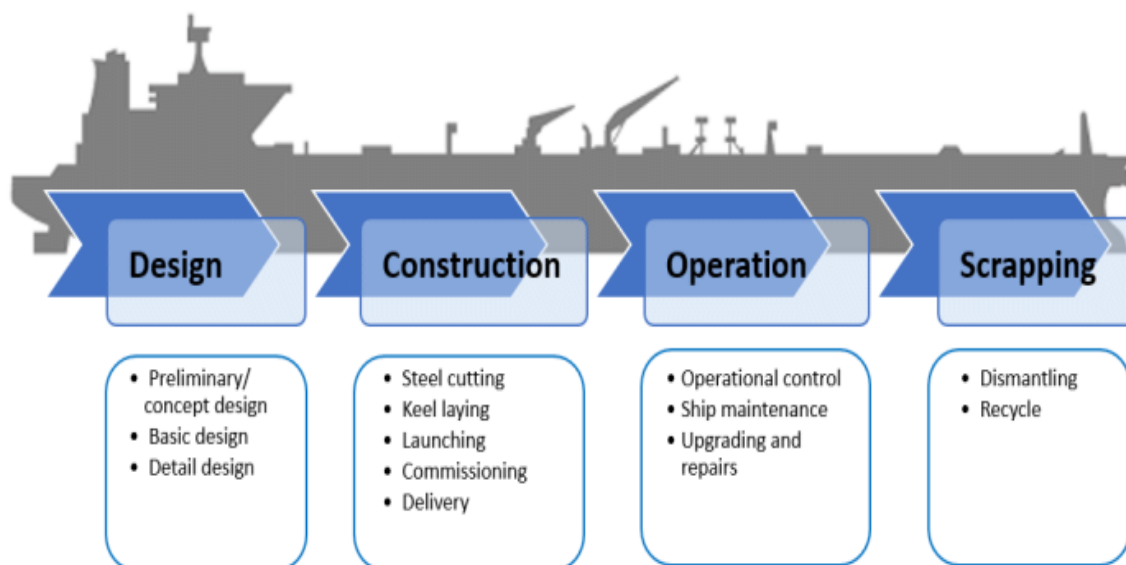 Design
Construction
Operation
Scrapping
• Preliminary/
concept design
• Basic design
• Detail design
• Steel cutting
• Keel laying
• Launching
• Commissioning
• Delivery
• Operational control
• Ship maintenance
• Upgrading and
repairs
• Dismantling
• Recycle